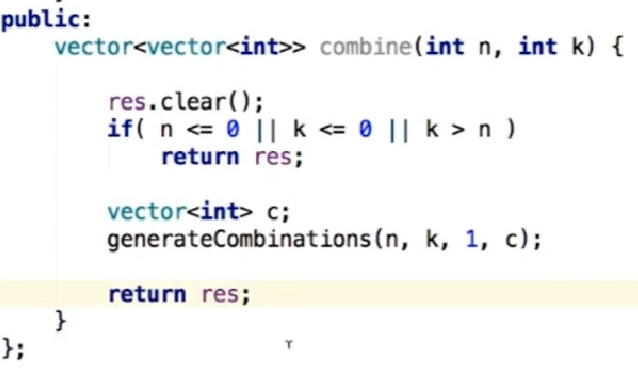 public:
    vector<vector<int>> combine(int n, int k) {

        res.clear();
        if( n <= 0 || k <= 0 || k > n )
            return res;

        vector<int> c;
        generateCombinations(n, k, 1, c);

        return res;
    }
};